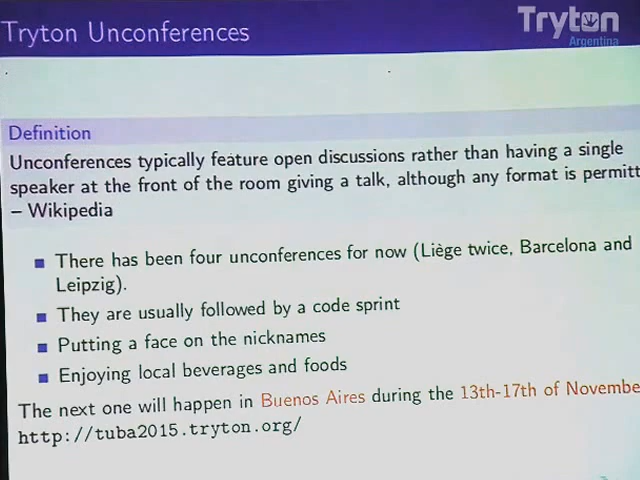 Tryton Unconferences
Tryton
Argentina
Definition
Unconferences typically feature open discussions rather than having a single
speaker at the front of the room giving a talk, although any format is permitt
– Wikipedia
There has been four unconferences for now (Liège twice, Barcelona and
Leipzig).
They are usually followed by a code sprint
Putting a face on the nicknames
Enjoying local beverages and foods
The next one will happen in Buenos Aires during the 13th-17th of Novembe
http://tuba2015.tryton.org/